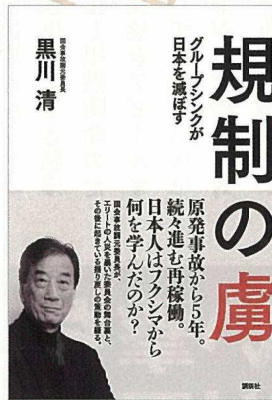 規制の虜
グループシンクが
日本を滅ぼす
国会事故調元委員長
黒川 清
原発事故から5年。
続々進む再稼働。
日本人はフクシマから
何を学んだのか?
国会事故調元委員長が、
エリートの人災を暴いた委員会の舞台裏と、
その後に起きている揺り戻しの策動を綴る。
講談社